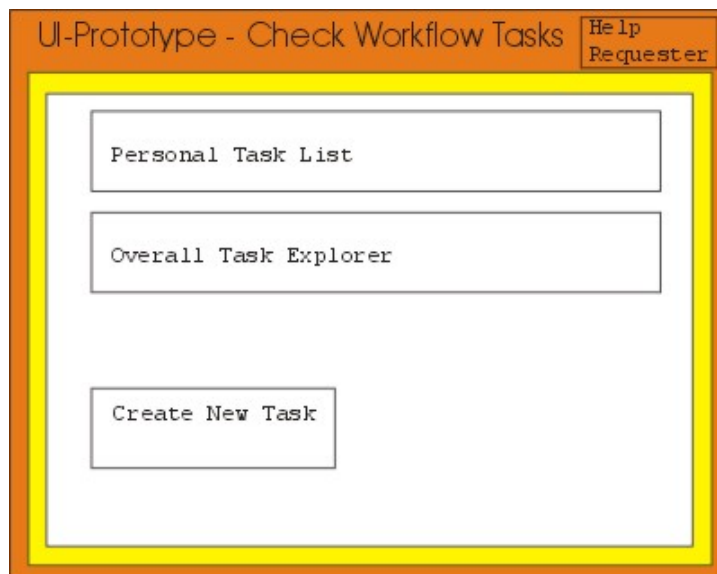 UI-Prototype - Check Workflow Tasks
Help
Requester
Personal Task List
Overall Task Explorer
Create New Task